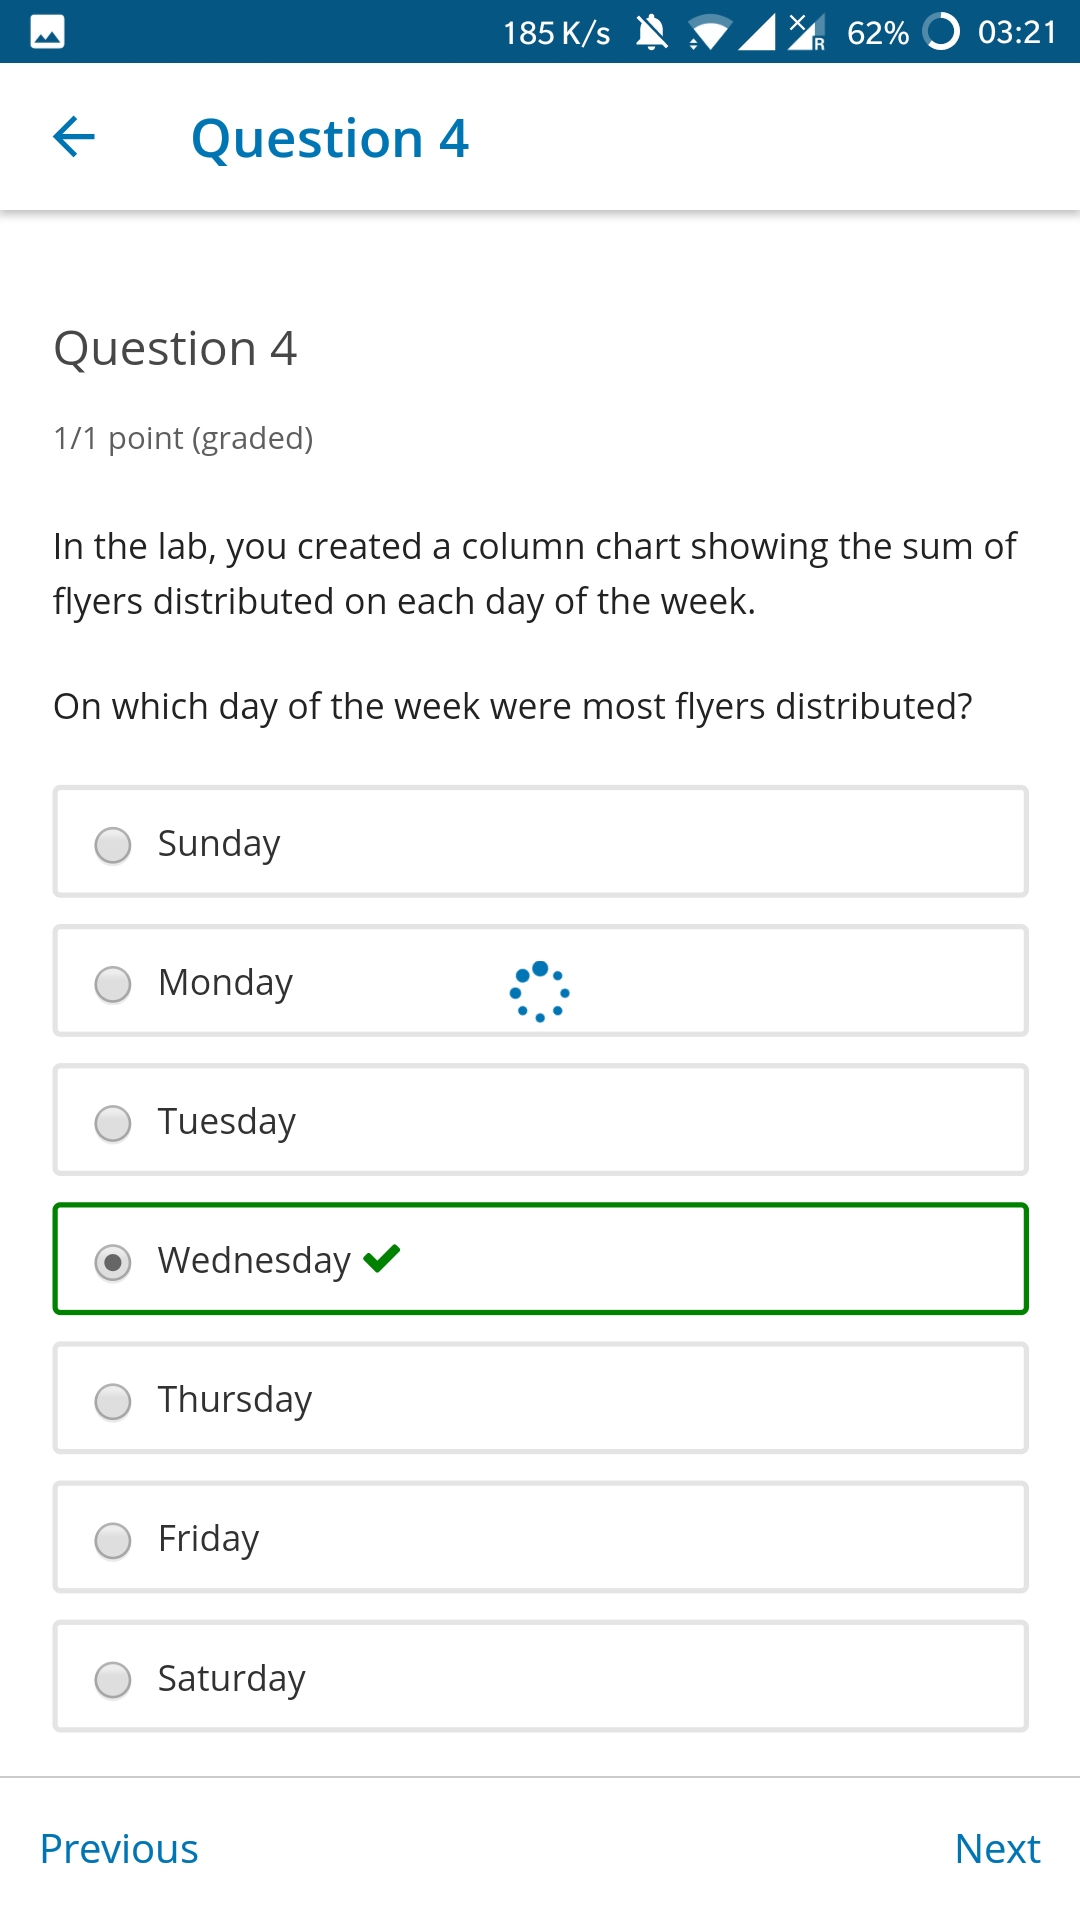 185 K/s R 62% 03:21
Question 4
Question 4
1/1 point (graded)
In the lab, you created a column chart showing the sum of
flyers distributed on each day of the week.
On which day of the week were most flyers distributed?
Sunday
Monday
Tuesday
Wednesday
Thursday
Friday
Saturday
Previous Next